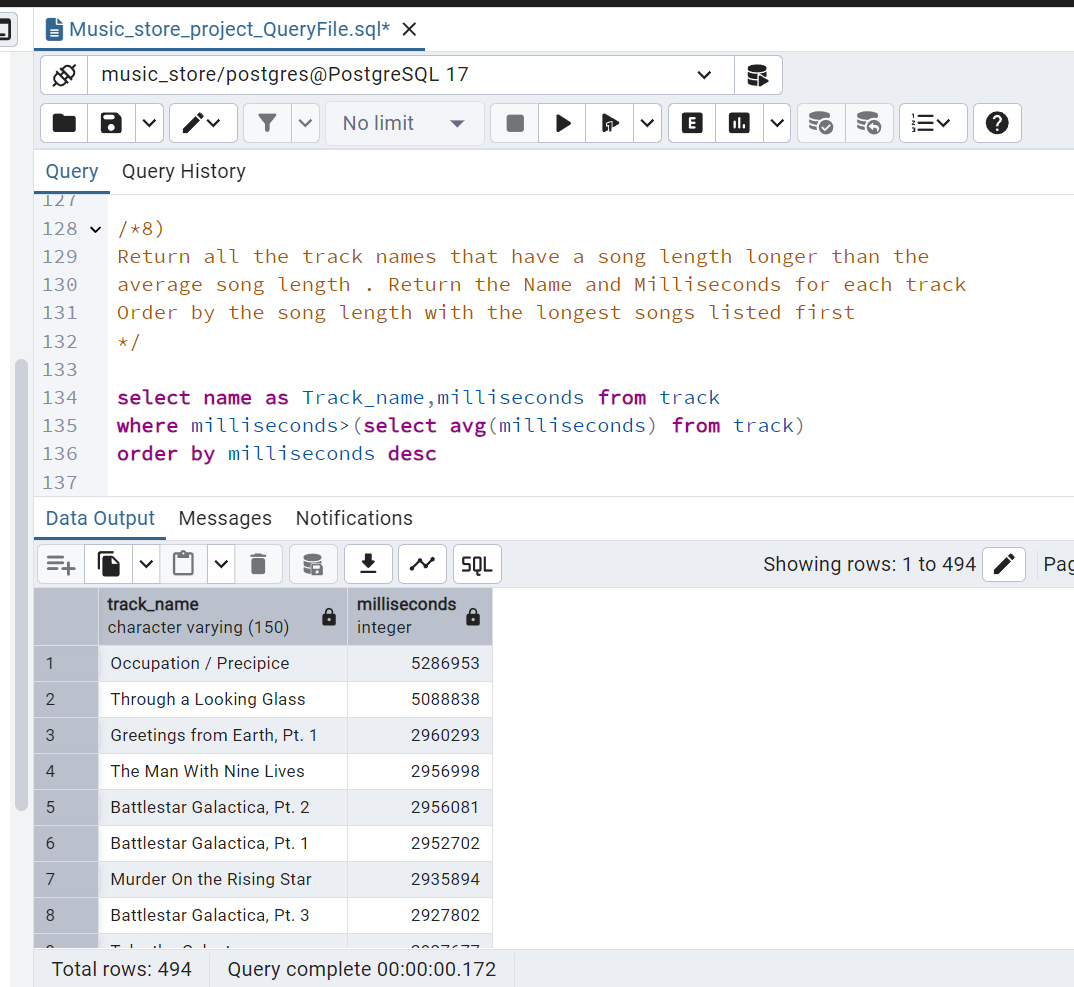 Music_store_project_QueryFile.sql*
music_store/postgres@PostgreSQL 17
No limit
E
Query Query History
127
128 /*8)
129 Return all the track names that have a song length longer than the
130 average song length . Return the Name and Milliseconds for each track
131 Order by the song length with the longest songs listed first
132 */
133
134 select name as Track_name,milliseconds from track
135 where milliseconds>(select avg(milliseconds) from track)
136 order by milliseconds desc
137
Data Output Messages Notifications
SQL Showing rows: 1 to 494
track_name milliseconds
character varying (150) integer
1 Occupation / Precipice 5286953
2 Through a Looking Glass 5088838
3 Greetings from Earth, Pt. 1 2960293
4 The Man With Nine Lives 2956998
5 Battlestar Galactica, Pt. 2 2956081
6 Battlestar Galactica, Pt. 1 2952702
7 Murder On the Rising Star 2935894
8 Battlestar Galactica, Pt. 3 2927802
Total rows: 494 Query complete 00:00:00.172